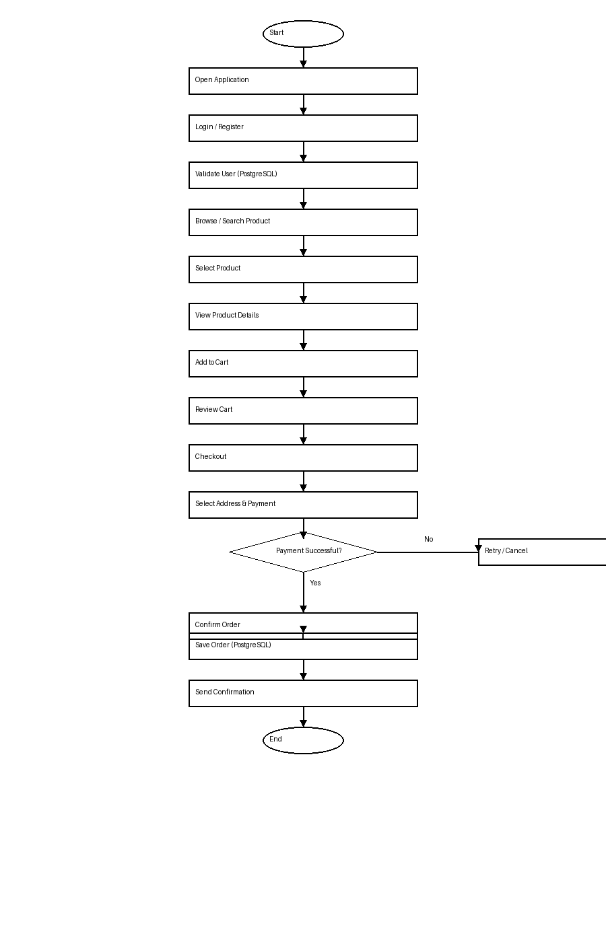 Start
Open Application
Login / Register
Validate User (PostgreSQL)
Browse / Search Product
Select Product
View Product Details
Add to Cart
Review Cart
Checkout
Select Address & Payment
Payment Successful?
No
Retry / Cancel
Yes
Confirm Order
Save Order (PostgreSQL)
Send Confirmation
End